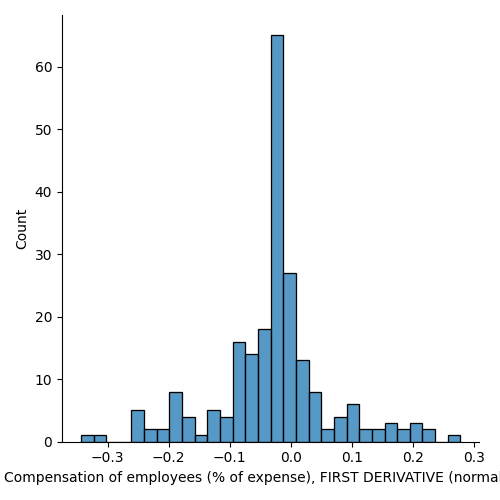 60
50
40
30
20
10
0
Count
−0.3 −0.2 −0.1 0.0 0.1 0.2 0.3
Compensation of employees (% of expense), FIRST DERIVATIVE (normal